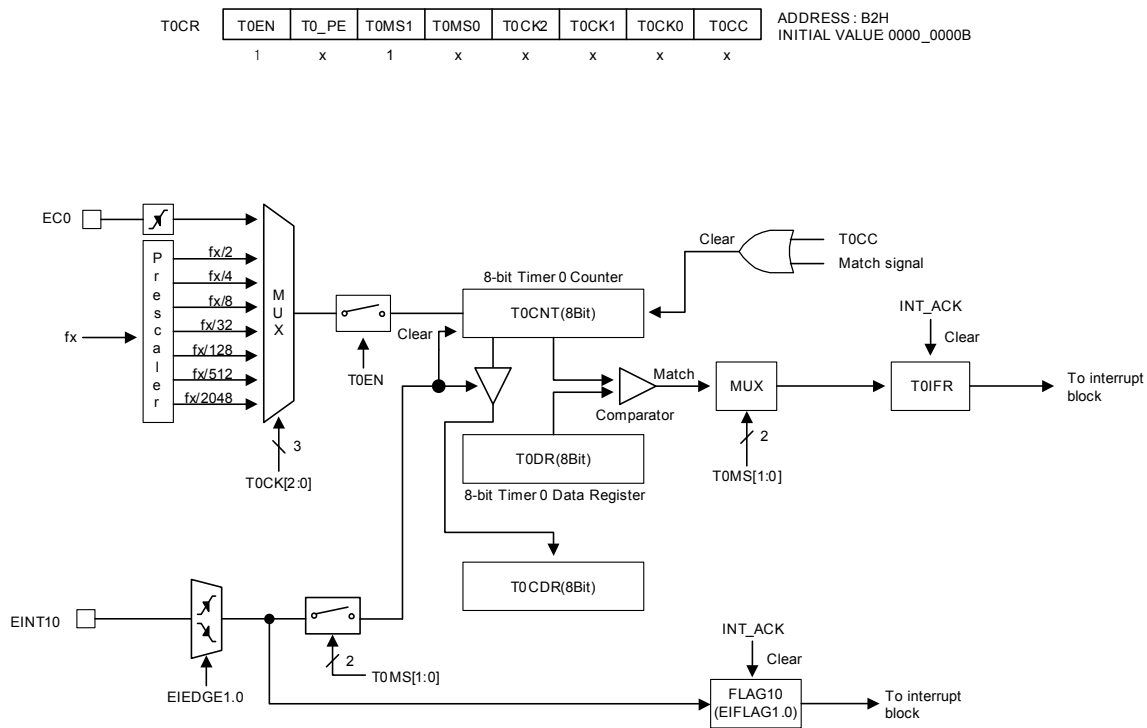 T0CR T0EN T0_PE T0MS1 T0MS0 T0CK2 T0CK1 T0CK0 T0CC ADDRESS : B2H
INITIAL VALUE 0000_0000B
1 x 1 x x x x x
EC0
Prescaler
fx
fx/2
fx/4
fx/8
fx/32
fx/128
fx/512
fx/2048
MUX
3
T0CK[2:0]
T0EN
Clear
8-bit Timer 0 Counter
T0CNT(8Bit)
Clear
T0CC
Match signal
Comparator
Match
T0DR(8Bit)
8-bit Timer 0 Data Register
T0CDR(8Bit)
MUX
2
T0MS[1:0]
INT_ACK
Clear
T0IFR
To interrupt
block
EINT10
EIEDGE1.0
2
T0MS[1:0]
INT_ACK
Clear
FLAG10
(EIFLAG1.0)
To interrupt
block